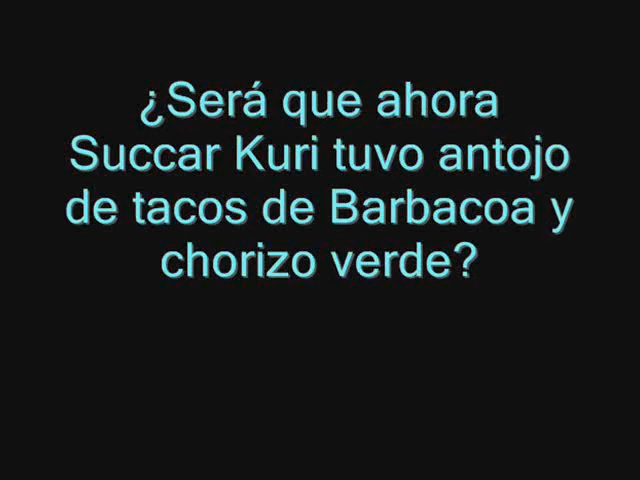 ¿Será que ahora
Succar Kuri tuvo antojo
de tacos de Barbacoa y
chorizo verde?